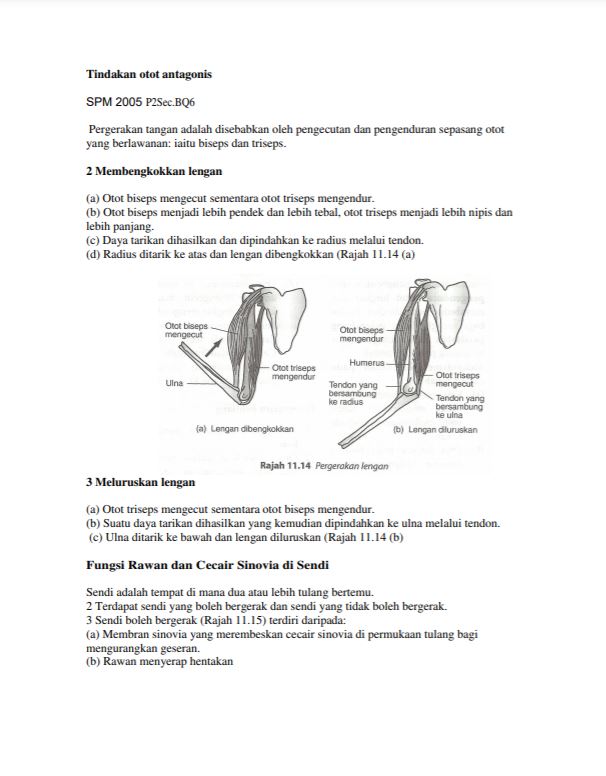 Tindakan otot antagonis
SPM 2005 P2Sec.BQ6
Pergerakan tangan adalah disebabkan oleh pengecutan dan pengenduran sepasang otot
yang berlawanan: iaitu biseps dan triseps.
2 Membengkokkan lengan
(a) Otot biseps mengecut sementara otot triseps mengendur.
(b) Otot biseps menjadi lebih pendek dan lebih tebal, otot triseps menjadi lebih nipis dan
lebih panjang.
(c) Daya tarikan dihasilkan dan dipindahkan ke radius melalui tendon.
(d) Radius ditarik ke atas dan lengan dibengkokkan (Rajah 11.14 (a)
Otot biseps
mengecut
Otot triseps
mengendur
Ulna
(a) Lengan dibengkokkan
Otot biseps
mengendur
Humerus
Tendon yang
bersambung
ke radius
Otot triseps
mengecut
Tendon yang
bersambung
ke ulna
(b) Lengan diluruskan
Rajah 11.14 Pergerakan lengan
3 Meluruskan lengan
(a) Otot triseps mengecut sementara otot biseps mengendur.
(b) Suatu daya tarikan dihasilkan yang kemudian dipindahkan ke ulna melalui tendon.
(c) Ulna ditarik ke bawah dan lengan diluruskan (Rajah 11.14 (b)
Fungsi Rawan dan Cecair Sinovia di Sendi
Sendi adalah tempat di mana dua atau lebih tulang bertemu.
2 Terdapat sendi yang boleh bergerak dan sendi yang tidak boleh bergerak.
3 Sendi boleh bergerak (Rajah 11.15) terdiri daripada:
(a) Membran sinovia yang merembeskan cecair sinovia di permukaan tulang bagi
mengurangkan geseran.
(b) Rawan menyerap hentakan